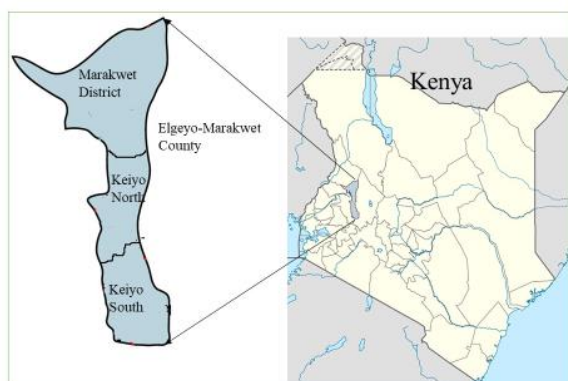 Marakwet
District
Elgeyo-Marakwet
County
Keiyo
North
Keiyo
South
Kenya